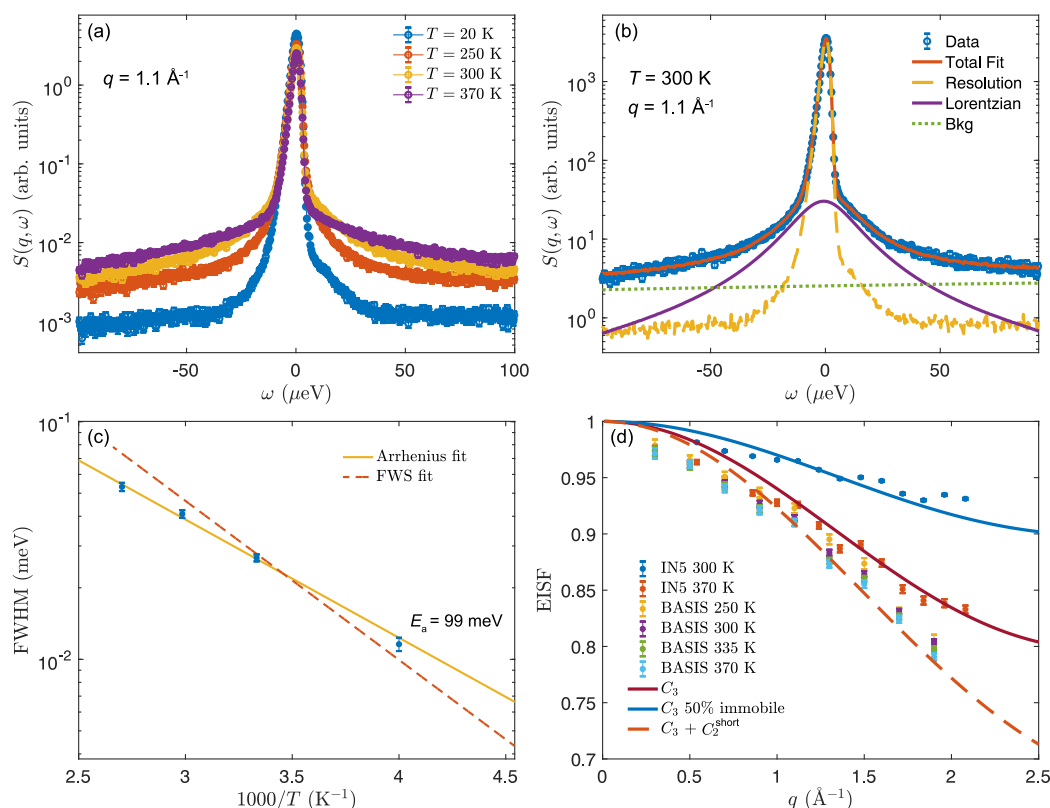 (a)
q = 1.1 Å⁻¹
T = 20 K
T = 250 K
T = 300 K
T = 370 K
10⁰
10⁻¹
10⁻²
10⁻³
S(q, ω) (arb. units)
-50
0
50
100
ω (μeV)
(b)
T = 300 K
q = 1.1 Å⁻¹
Data
Total Fit
Resolution
Lorentzian
Bkg
10³
10²
10¹
10⁰
S(q, ω) (arb. units)
-50
0
50
ω (μeV)
(c)
Arrhenius fit
FWS fit
Eₐ = 99 meV
10⁻¹
10⁻²
FWHM (meV)
2.5
3
3.5
4
4.5
1000/T (K⁻¹)
(d)
IN5 300 K
IN5 370 K
BASIS 250 K
BASIS 300 K
BASIS 335 K
BASIS 370 K
C₃
C₃ 50% immobile
C₃ + C₂ˢʰᵒʳᵗ
1
0.95
0.9
0.85
0.8
0.75
0.7
EISF
0
0.5
1
1.5
2
2.5
q (Å⁻¹)